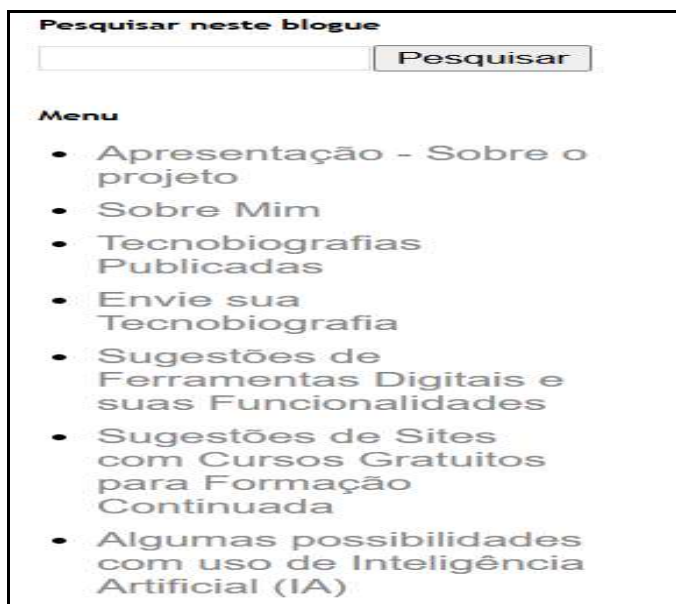 Pesquisar neste blogue
Pesquisar
Menu
• Apresentação - Sobre o
projeto
• Sobre Mim
• Tecnobiografias
Publicadas
• Envie sua
Tecnobiografia
• Sugestões de
Ferramentas Digitais e
suas Funcionalidades
• Sugestões de Sites
com Cursos Gratuitos
para Formação
Continuada
• Algumas possibilidades
com uso de Inteligência
Artificial (IA)